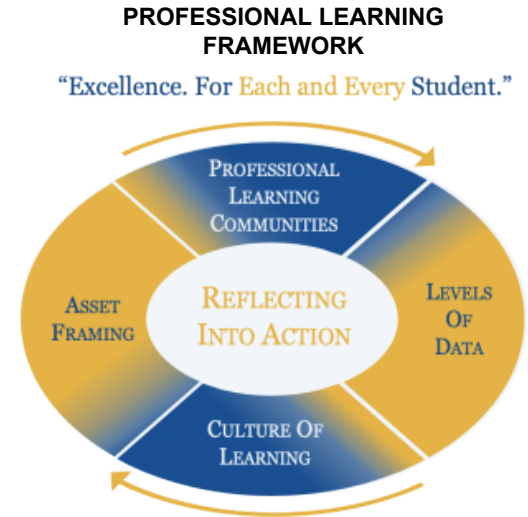 PROFESSIONAL LEARNING
FRAMEWORK
“Excellence. For Each and Every Student.”
PROFESSIONAL
LEARNING
COMMUNITIES
ASSET
FRAMING
REFLECTING
INTO ACTION
LEVELS
OF
DATA
CULTURE OF
LEARNING